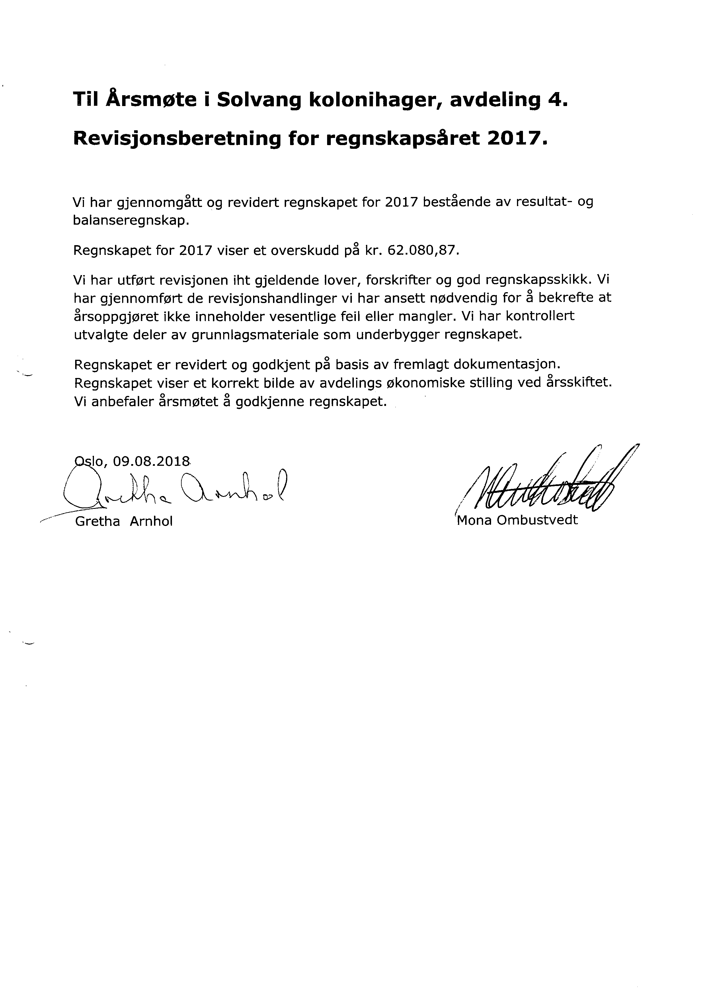 Til Årsmøte i Solvang kolonihager, avdeling 4.
Revisjonsberetning for regnskapsåret 2017.
Vi har gjennomgått og revidert regnskapet for 2017 bestående av resultat- og
balanseregnskap.
Regnskapet for 2017 viser et overskudd på kr. 62.080,87.
Vi har utført revisjonen iht gjeldende lover, forskrifter og god regnskapsskikk. Vi
har gjennomført de revisjonshandlinger vi har ansett nødvendig for å bekrefte at
årsoppgjøret ikke inneholder vesentlige feil eller mangler. Vi har kontrollert
utvalgte deler av grunnlagsmateriale som underbygger regnskapet.
Regnskapet er revidert og godkjent på basis av fremlagt dokumentasjon.
Regnskapet viser et korrekt bilde av avdelings økonomiske stilling ved årsskiftet.
Vi anbefaler årsmøtet å godkjenne regnskapet.
Oslo, 09.08.2018
Gretha Arnhol
Gretha Arnhol
Mona Ombustvedt